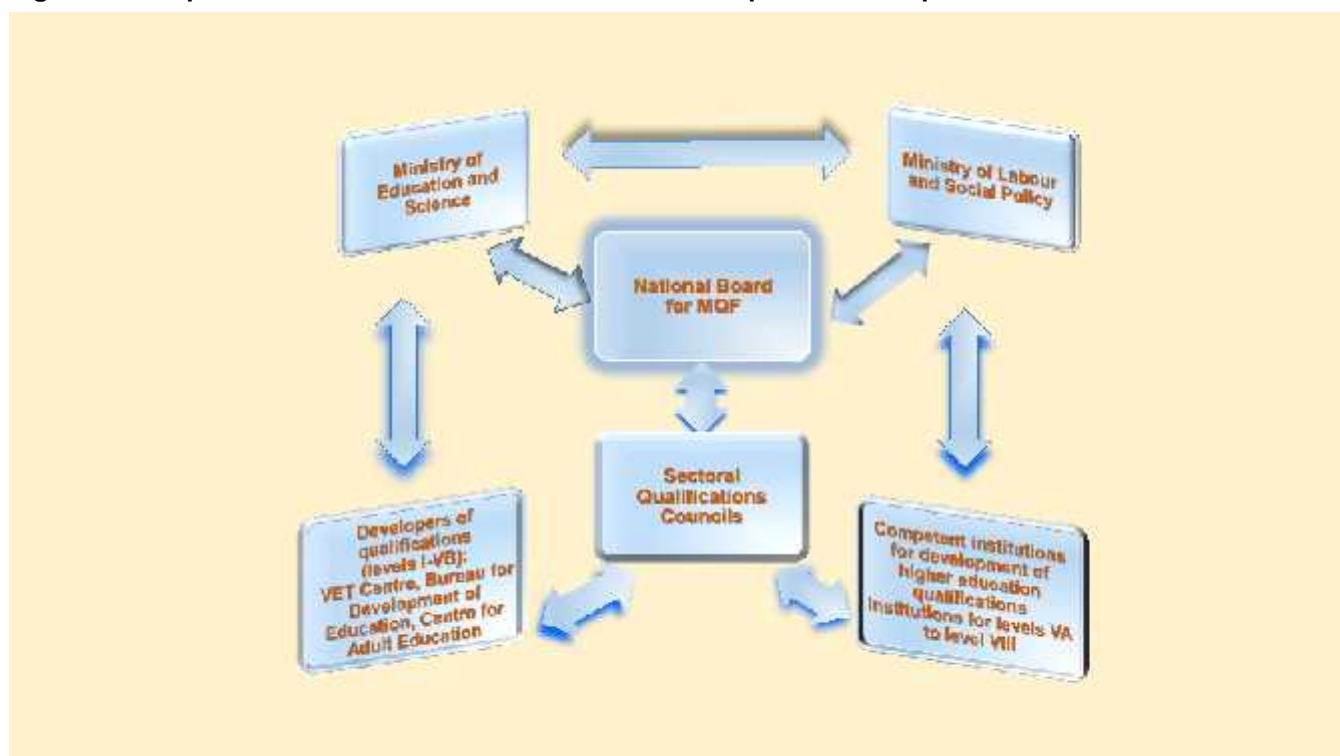 Ministry of
Education and
Science
Ministry of Labour
and Social Policy
National Board
for MQF
Sectoral
Qualifications
Councils
Developers of
qualifications
(levels I-VB):
VET Centre, Bureau for
Development of
Education, Centre for
Adult Education
Competent institutions
for development of
higher education
qualifications
Institutions for levels VA
to level VIII